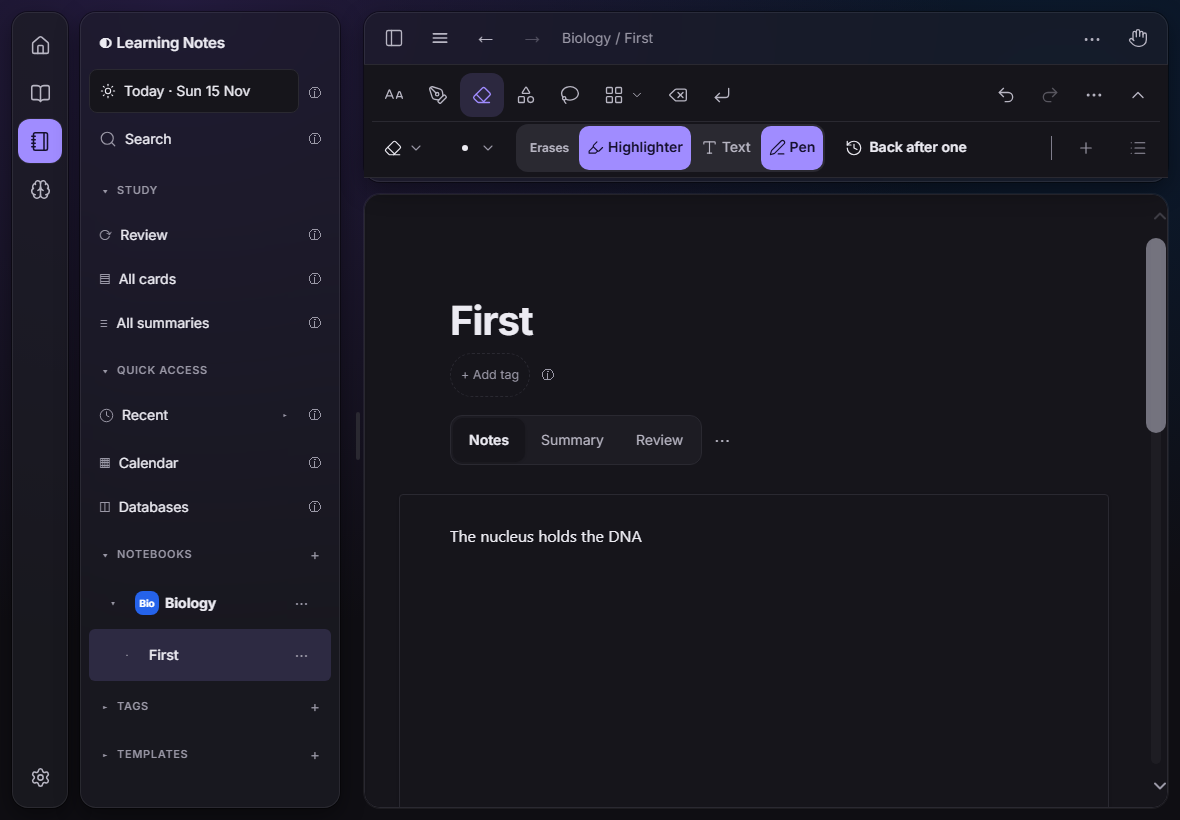 Learning Notes
Today · Sun 15 Nov
Search
STUDY
Review
All cards
All summaries
QUICK ACCESS
Recent
Calendar
Databases
NOTEBOOKS
Bio Biology
First
TAGS
TEMPLATES
Biology / First
AA
Erases Highlighter Text Pen Back after one
First
+ Add tag
Notes Summary Review
The nucleus holds the DNA